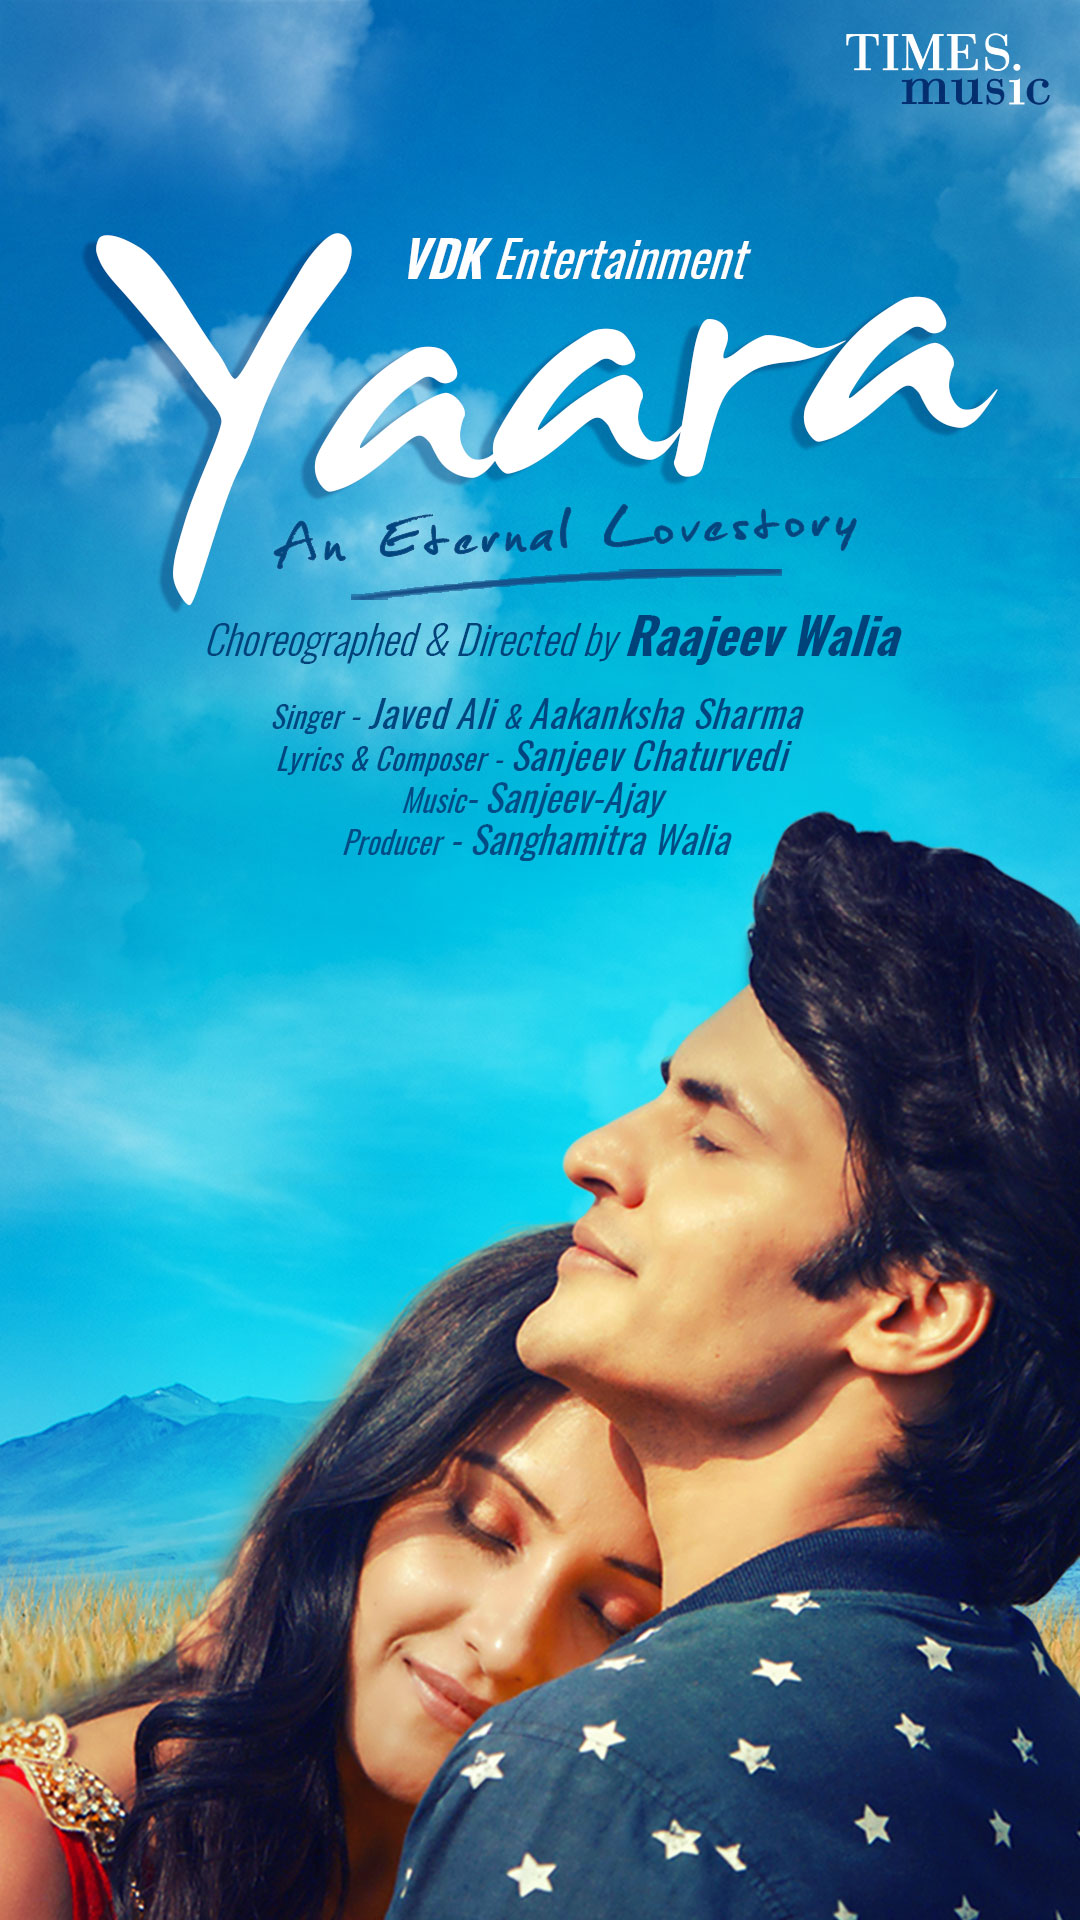 TIMES.
music
VDK Entertainment
Yaara
An Eternal Lovestory
Choreographed & Directed by Raajeev Walia
Singer - Javed Ali & Aakanksha Sharma
Lyrics & Composer - Sanjeev Chaturvedi
Music- Sanjeev-Ajay
Producer - Sanghamitra Walia